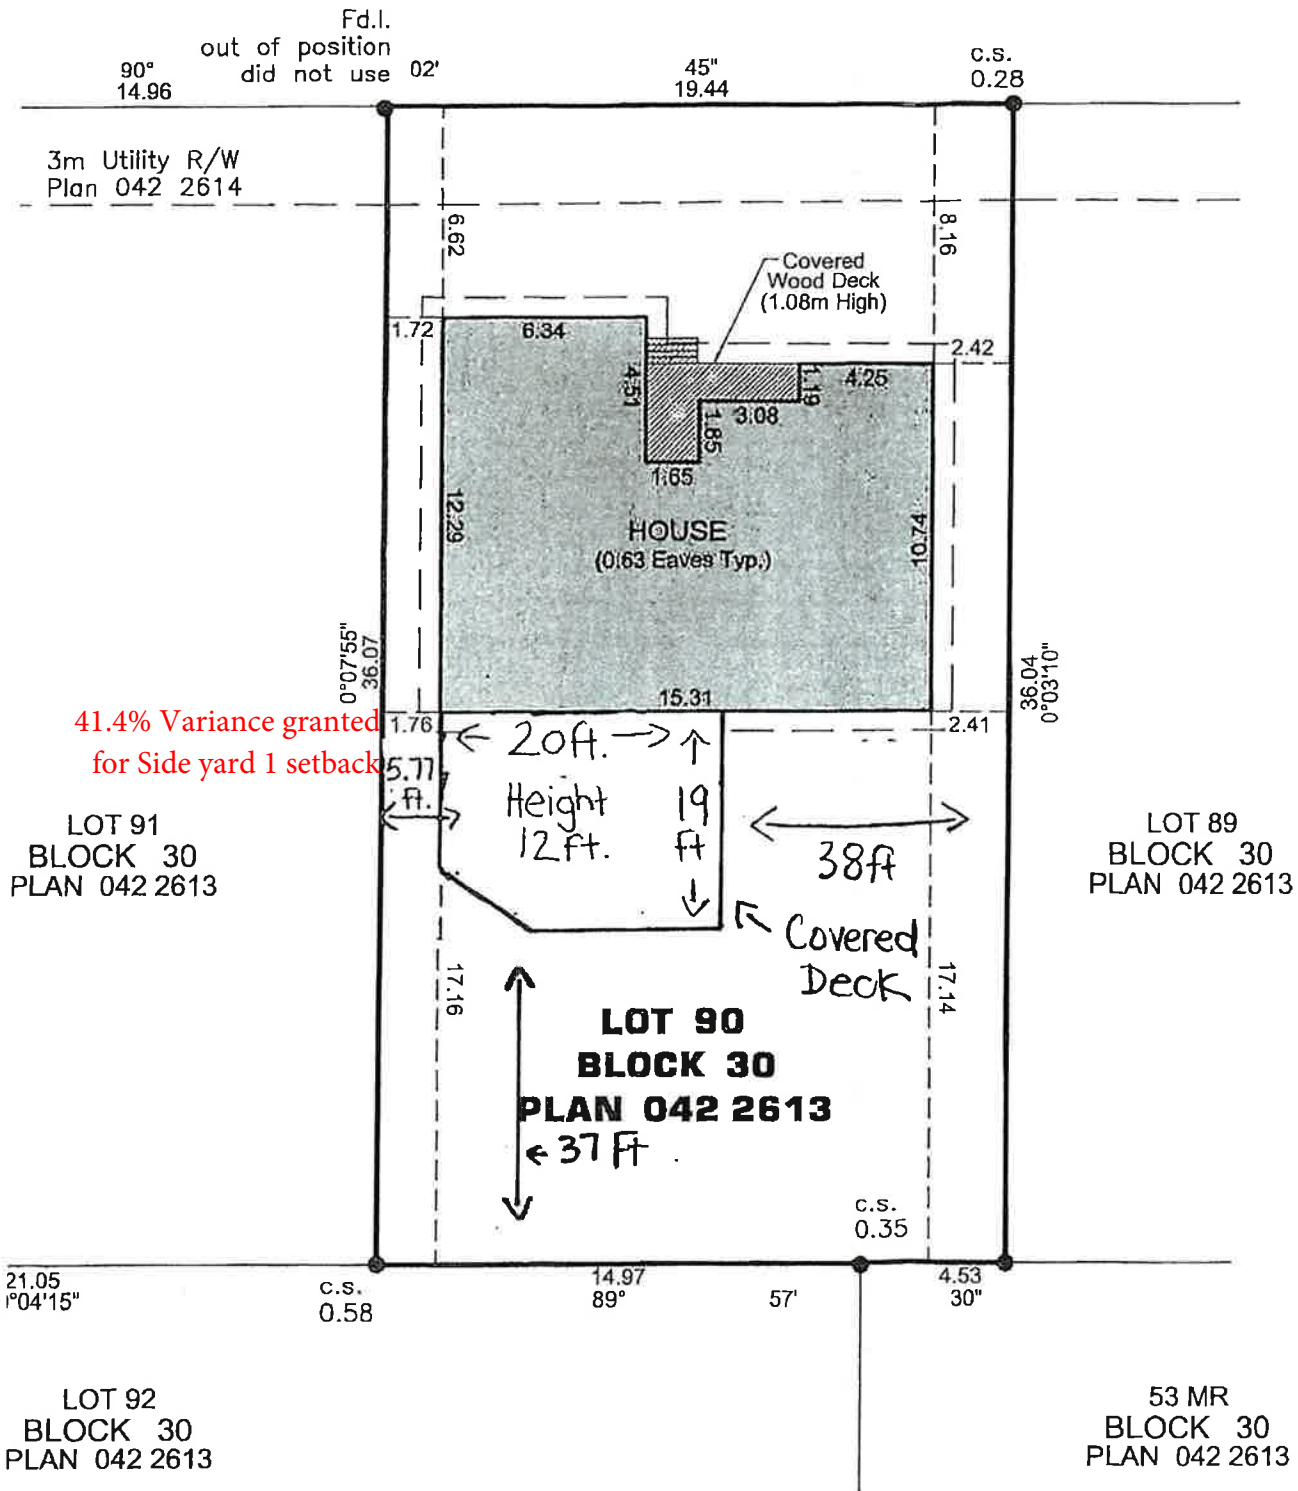 Fd.I.
out of position
did not use
02'
90°
14.96
45"
19.44
c.s.
0.28
3m Utility R/W
Plan 042 2614
6.62
8.16
Covered
Wood Deck
(1.08m High)
1.72
6.34
2.42
4.51
1.19
4.25
3.08
1.85
1.65
12.29
HOUSE
(0.63 Eaves Typ.)
10.74
0°07'55"
36.07
36.04
0°03'10"
15.31
41.4% Variance granted
for Side yard 1 setback
1.76
2.41
20ft.
5.77
ft.
Height
12ft.
19
ft
38ft
LOT 91
BLOCK 30
PLAN 042 2613
LOT 89
BLOCK 30
PLAN 042 2613
Covered
Deck
17.16
17.14
LOT 90
BLOCK 30
PLAN 042 2613
37 Ft
c.s.
0.35
21.05
°04'15"
c.s.
0.58
14.97
89°
57'
4.53
30"
LOT 92
BLOCK 30
PLAN 042 2613
53 MR
BLOCK 30
PLAN 042 2613